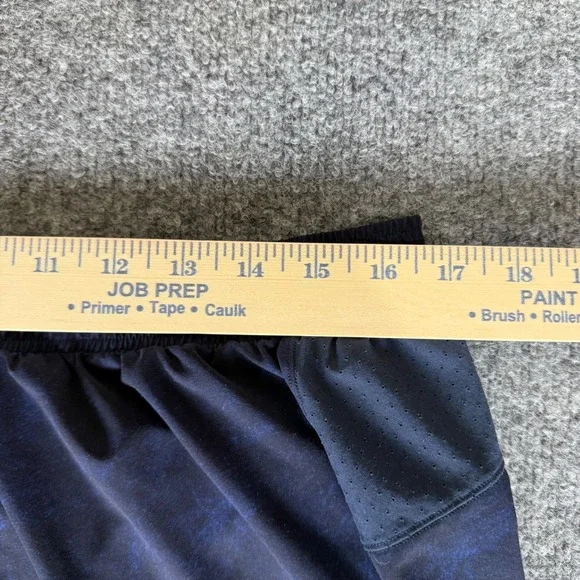 11 12 13 14 15 16 17 18
JOB PREP PAINT
• Primer • Tape • Caulk • Brush • Roller